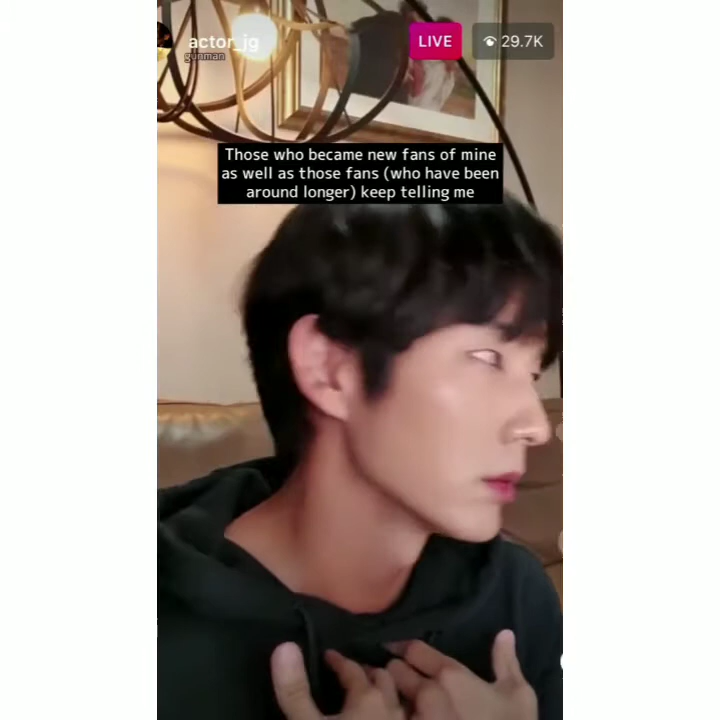 actor_jg
gunman
LIVE
29.7K
Those who became new fans of mine
as well as those fans (who have been
around longer) keep telling me